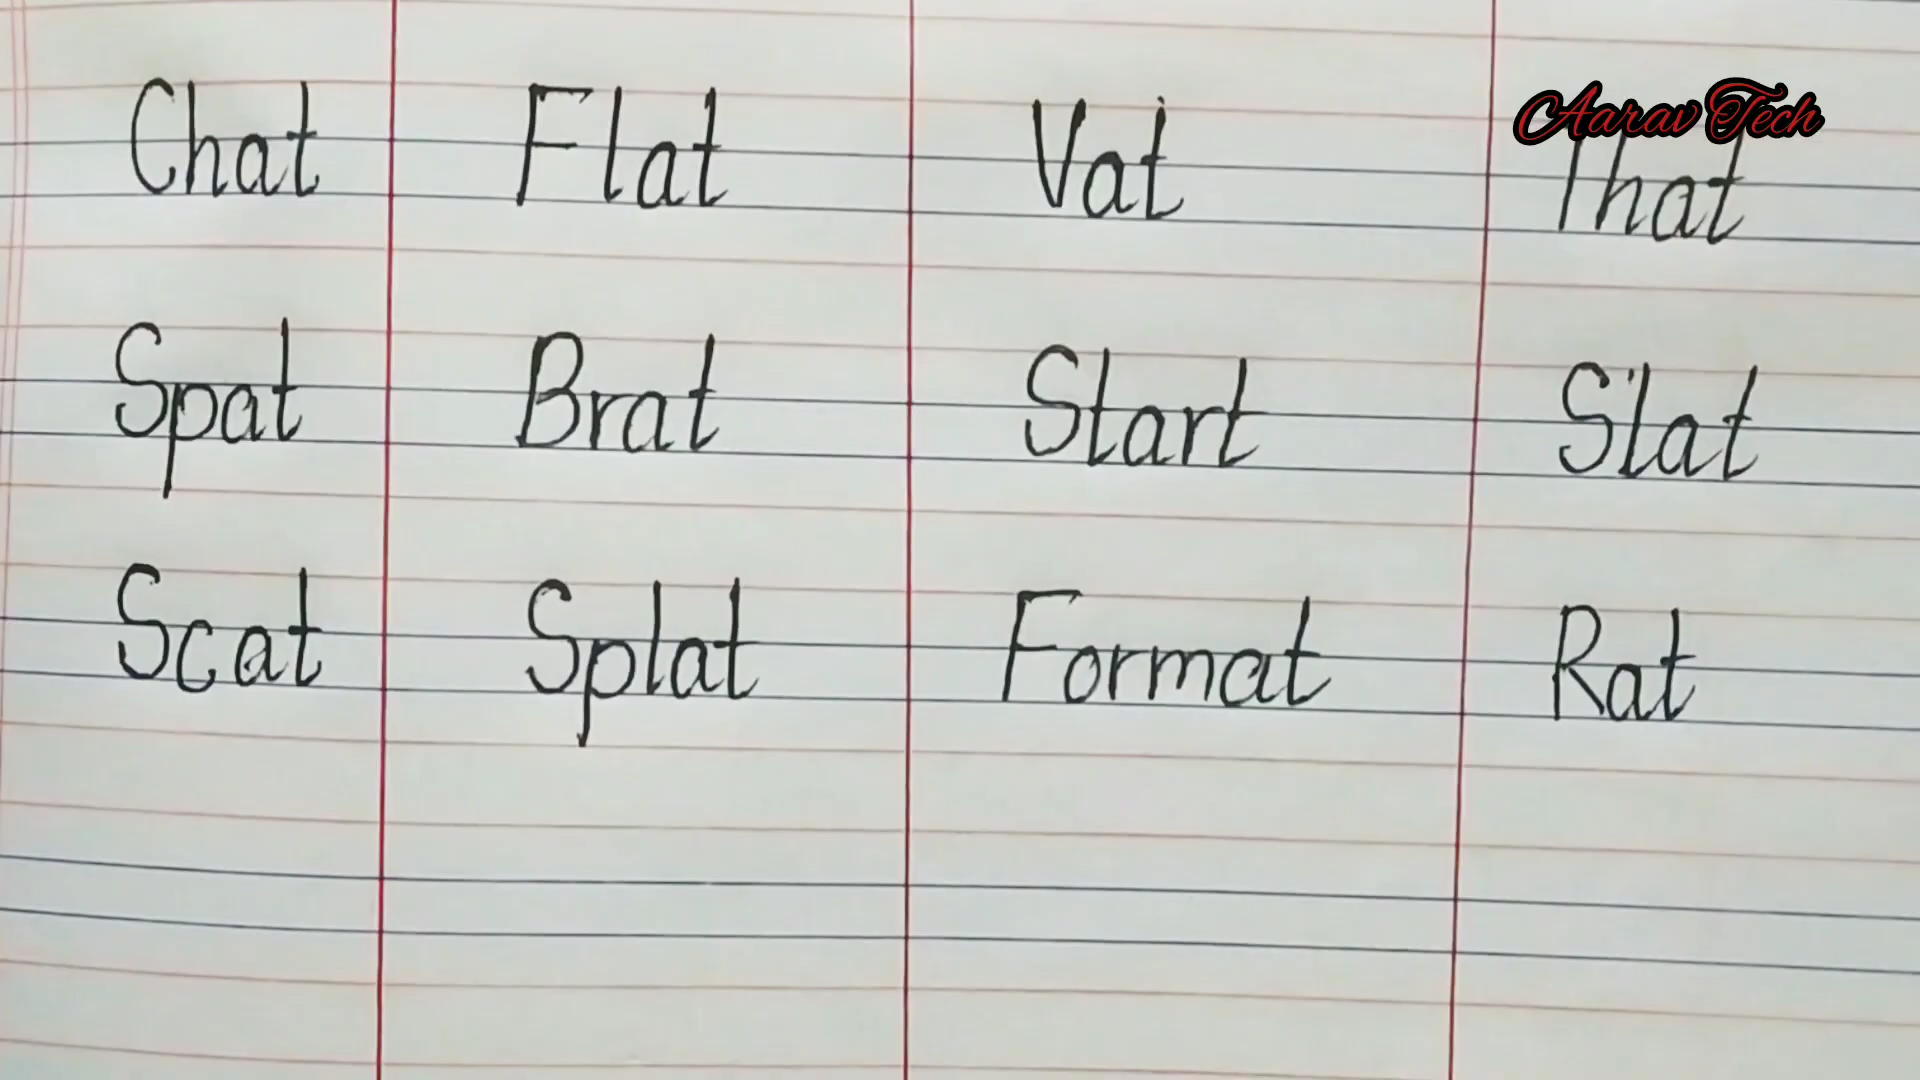 Chat Flat Vat That
Aarav Tech
Spat Brat Start Slat
Scat Splat Format Rat